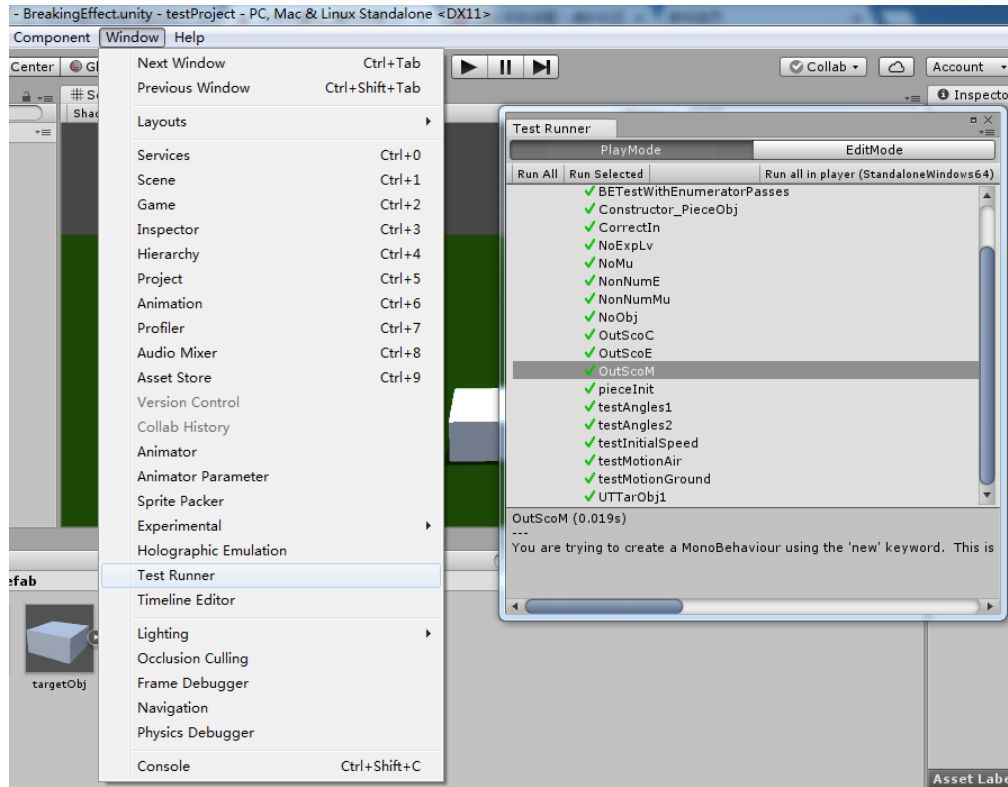 - BreakingEffect.unity - testProject - PC, Mac & Linux Standalone <DX11>
Component Window Help
Center Gl
Collab Account
Inspecto
Shad
Next Window Ctrl+Tab
Previous Window Ctrl+Shift+Tab
Layouts
Services Ctrl+0
Scene Ctrl+1
Game Ctrl+2
Inspector Ctrl+3
Hierarchy Ctrl+4
Project Ctrl+5
Animation Ctrl+6
Profiler Ctrl+7
Audio Mixer Ctrl+8
Asset Store Ctrl+9
Version Control
Collab History
Animator
Animator Parameter
Sprite Packer
Experimental
Holographic Emulation
Test Runner
Timeline Editor
Lighting
Occlusion Culling
Frame Debugger
Navigation
Physics Debugger
Console Ctrl+Shift+C
Test Runner
PlayMode EditMode
Run All Run Selected Run all in player (StandaloneWindows64)
BETestWithEnumeratorPasses
Constructor_PieceObj
CorrectIn
NoExpLv
NoMu
NonNumE
NonNumMu
NoObj
OutScoC
OutScoE
OutScoM
pieceInit
testAngles1
testAngles2
testInitialSpeed
testMotionAir
testMotionGround
UTTarObj1
OutScoM (0.019s)
---
You are trying to create a MonoBehaviour using the 'new' keyword. This is
efab
targetObj
Asset Labe